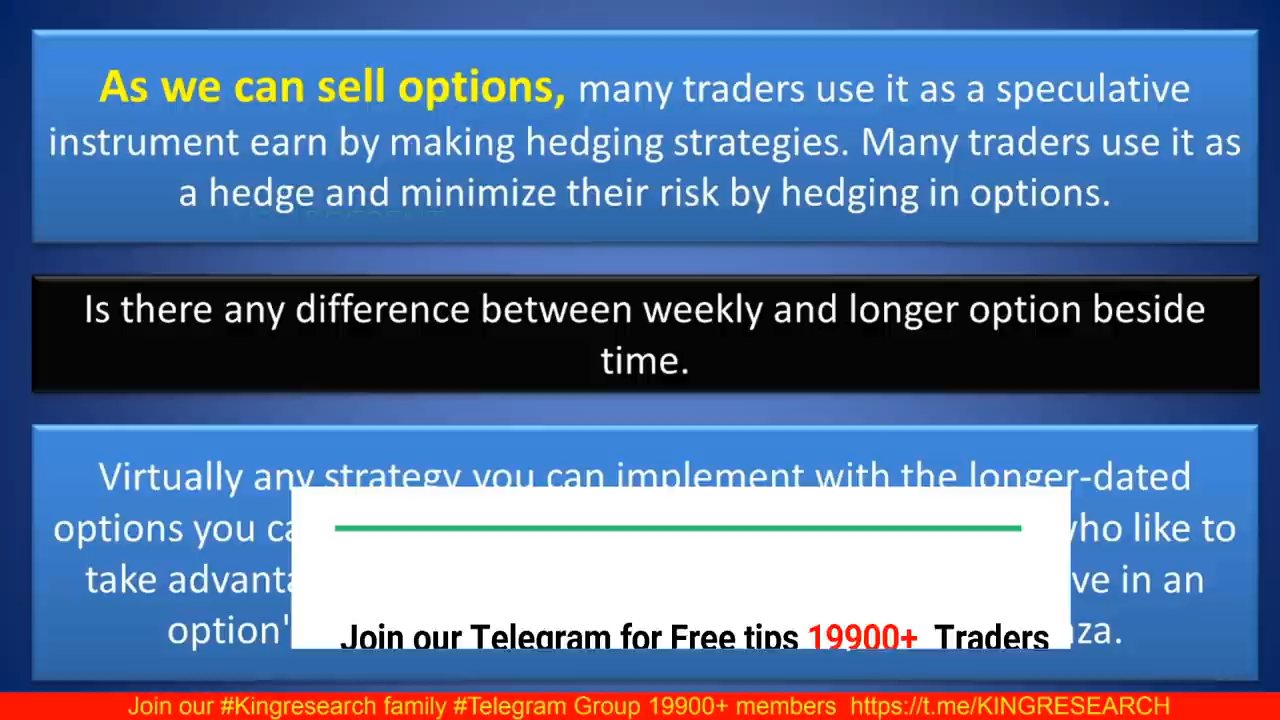 As we can sell options, many traders use it as a speculative
instrument earn by making hedging strategies. Many traders use it as
a hedge and minimize their risk by hedging in options.
Is there any difference between weekly and longer option beside
time.
Virtually any strategy you can implement with the longer-dated
options you who like to
take in an
option's
Join our Telegram for Free tips 19900+ Traders
Join our #Kingresearch family #Telegram Group 19900+ members https://t.me/KINGRESEARCH